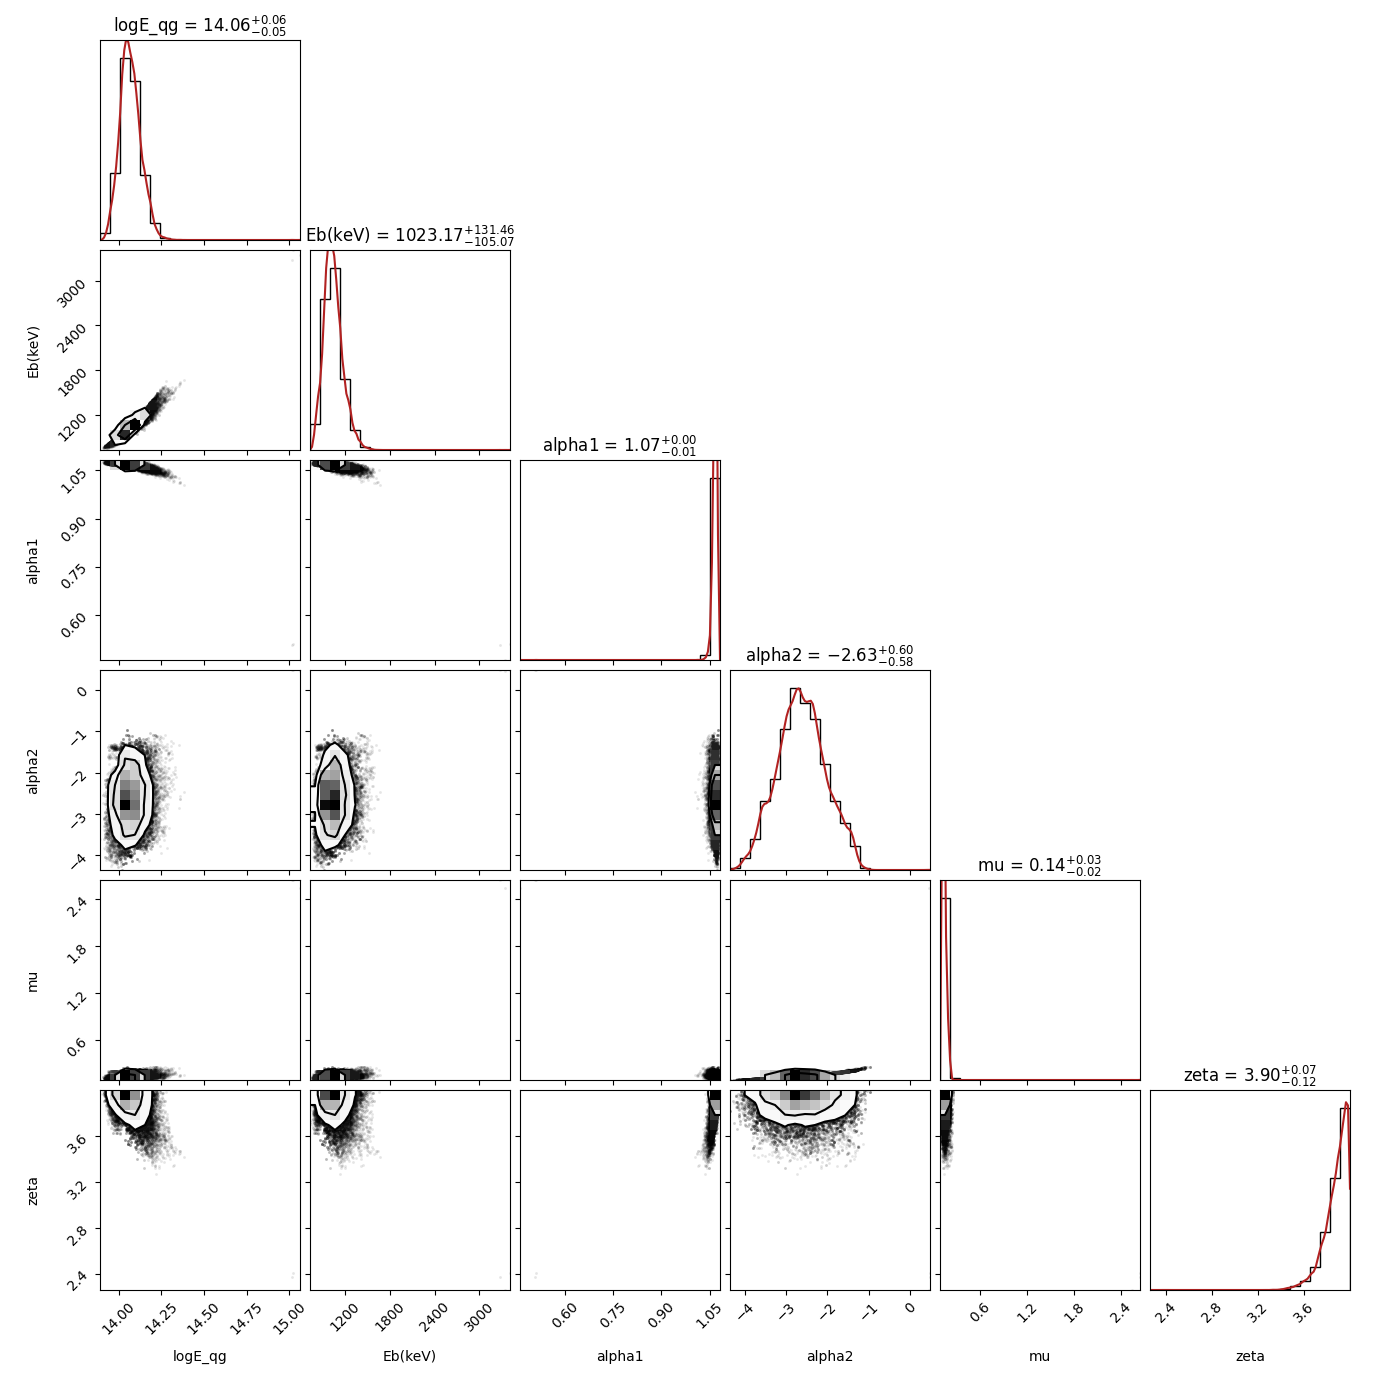 logE_qg = 14.06+0.06 −0.05
Eb(keV) = 1023.17+131.46 −105.07
3000
2400
1800
1200
Eb(keV)
alpha1 = 1.07+0.00 −0.01
1.05
0.90
0.75
0.60
alpha1
alpha2 = −2.63+0.60 −0.58
0
−1
−2
−3
−4
alpha2
mu = 0.14+0.03 −0.02
2.4
1.8
1.2
0.6
mu
zeta = 3.90+0.07 −0.12
3.6
3.2
2.8
2.4
zeta
14.00 14.25 14.50 14.75 15.00 1200 1800 2400 3000 0.60 0.75 0.90 1.05 −4 −3 −2 −1 0 0.6 1.2 1.8 2.4 2.4 2.8 3.2 3.6
logE_qg Eb(keV) alpha1 alpha2 mu zeta